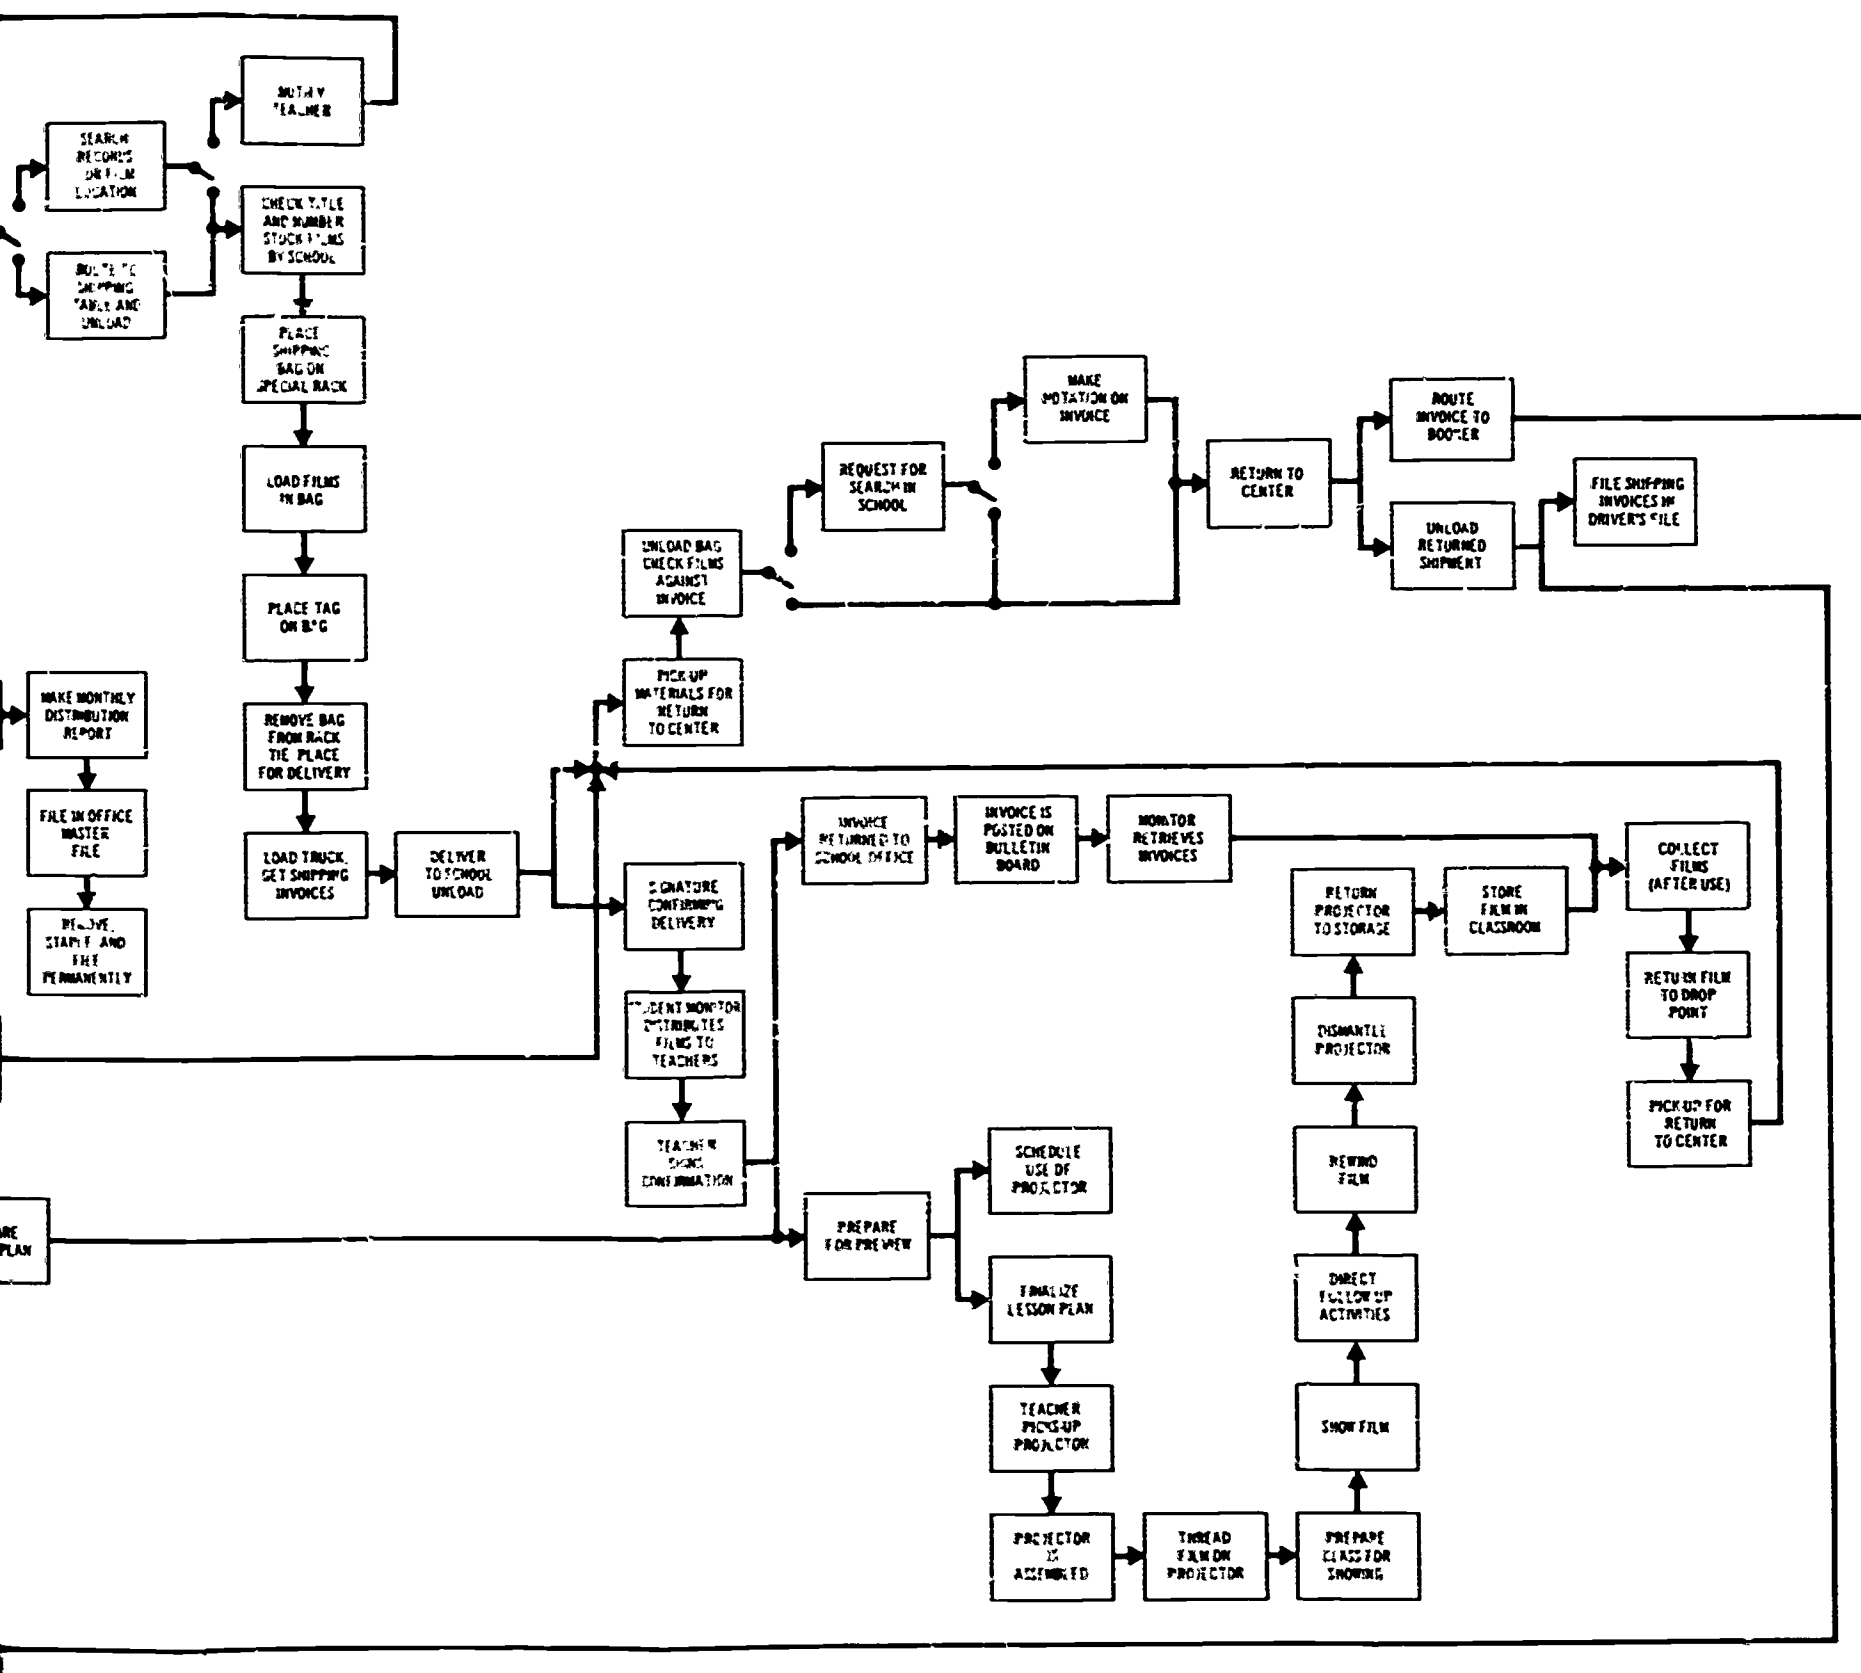 NOTIFY
TEACHER
SEARCH
RECORDS
FOR FILM
LOCATION
CHECK TITLE
AND NUMBER
STOCK FILMS
BY SCHOOL
ROUTE TO
SHIPPING
TABLE AND
UNLOAD
PLACE
SHIPPING
BAG ON
SPECIAL RACK
LOAD FILMS
IN BAG
PLACE TAG
ON BAG
REMOVE BAG
FROM RACK
TIE PLACE
FOR DELIVERY
LOAD TRUCK,
GET SHIPPING
INVOICES
DELIVER
TO SCHOOL
UNLOAD
MAKE MONTHLY
DISTRIBUTION
REPORT
FILE IN OFFICE
MASTER
FILE
REMOVE,
STAPLE AND
FILE
PERMANENTLY
ARE
PLAN
PICK-UP
MATERIALS FOR
RETURN
TO CENTER
UNLOAD BAG
CHECK FILMS
AGAINST
INVOICE
REQUEST FOR
SEARCH IN
SCHOOL
MAKE
NOTATION ON
INVOICE
RETURN TO
CENTER
ROUTE
INVOICE TO
BOOKER
UNLOAD
RETURNED
SHIPMENT
FILE SHIPPING
INVOICES IN
DRIVER'S FILE
SIGNATURE
CONFIRMING
DELIVERY
STUDENT MONITOR
DISTRIBUTES
FILMS TO
TEACHERS
TEACHER
SIGNS
CONFIRMATION
INVOICE
RETURNED TO
SCHOOL OFFICE
INVOICE IS
POSTED ON
BULLETIN
BOARD
MONITOR
RETRIEVES
INVOICES
PREPARE
FOR PREVIEW
SCHEDULE
USE OF
PROJECTOR
FINALIZE
LESSON PLAN
TEACHER
PICKS-UP
PROJECTOR
PROJECTOR
IS
ASSEMBLED
THREAD
FILM ON
PROJECTOR
PREPARE
CLASS FOR
SHOWING
SHOW FILM
DIRECT
FOLLOW UP
ACTIVITIES
REWIND
FILM
DISMANTLE
PROJECTOR
RETURN
PROJECTOR
TO STORAGE
STORE
FILM IN
CLASSROOM
COLLECT
FILMS
(AFTER USE)
RETURN FILM
TO DROP
POINT
PICK-UP FOR
RETURN
TO CENTER